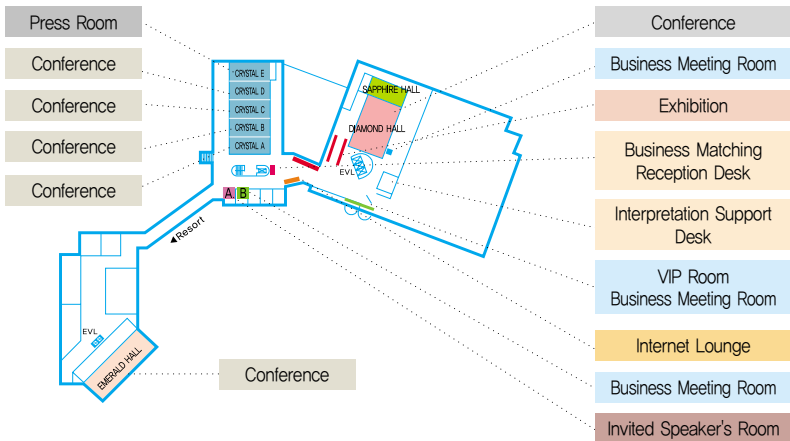 Press Room
Conference
Conference
Conference
Conference
CRYSTAL E
CRYSTAL D
CRYSTAL C
CRYSTAL B
CRYSTAL A
SAPPHIRE HALL
DIAMOND HALL
EVL
A B
◀Resort
EVL
EMERALD HALL
Conference
Conference
Business Meeting Room
Exhibition
Business Matching
Reception Desk
Interpretation Support
Desk
VIP Room
Business Meeting Room
Internet Lounge
Business Meeting Room
Invited Speaker's Room